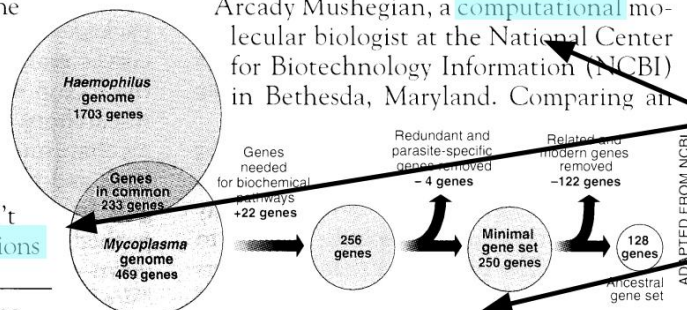 ne
Arcady Mushegian, a computational mo-
lecular biologist at the National Center
for Biotechnology Information (NCBI)
in Bethesda, Maryland. Comparing an
Haemophilus
genome
1703 genes
Genes
in common
233 genes
Mycoplasma
genome
469 genes
't
ions
Genes
needed
for biochemical
pathways
+22 genes
256
genes
Redundant and
parasite-specific
genes removed
– 4 genes
Minimal
gene set
250 genes
Related and
modern genes
removed
–122 genes
128
genes
Ancestral
gene set
ADAPTED FROM NCBI